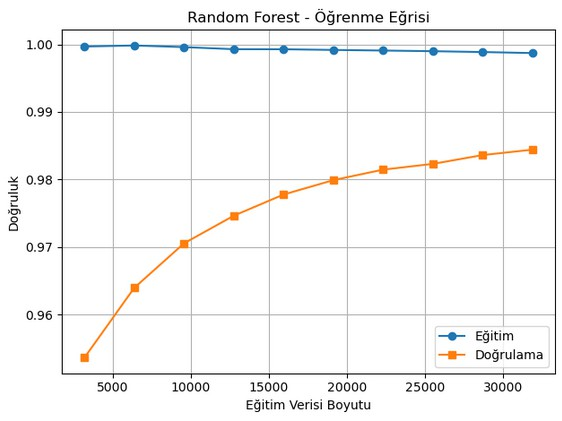 Random Forest - Öğrenme Eğrisi
1.00
0.99
0.98
0.97
0.96
Doğruluk
5000 10000 15000 20000 25000 30000
Eğitim Verisi Boyutu
Eğitim
Doğrulama